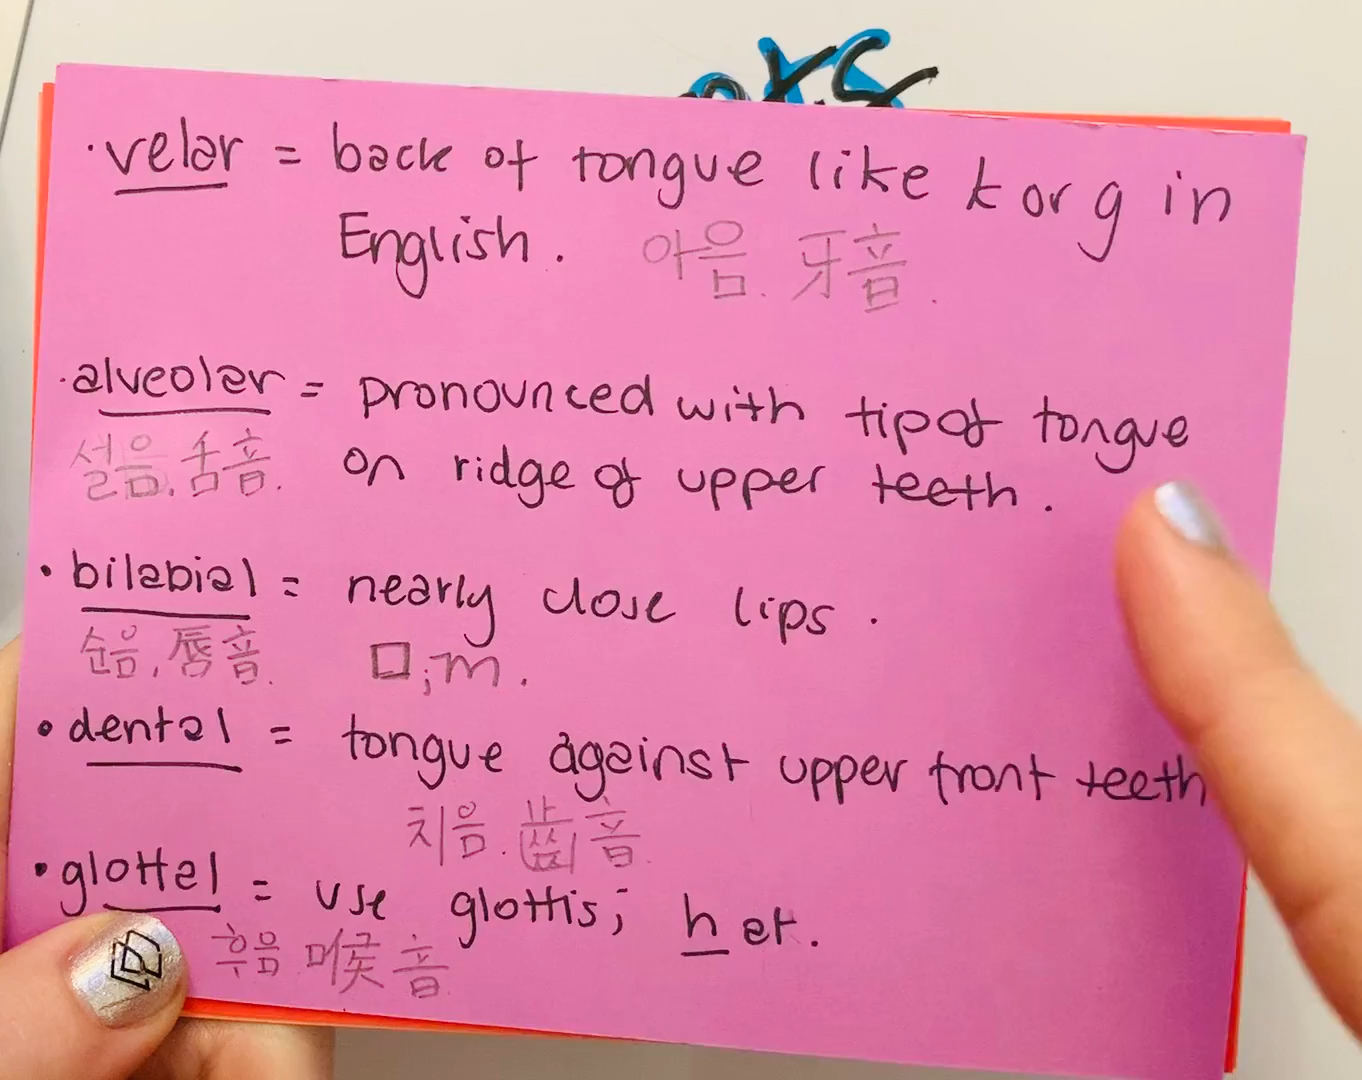 · velar = back of tongue like k or g in
English. 아음. 牙音.
· alveolar = pronounced with tip of tongue
설음. 舌音. on ridge of upper teeth.
• bilabial = nearly close lips.
순음. 脣音. ㅁ; m.
• dental = tongue against upper front teeth
치음. 齒音.
• glottal = use glottis; hat.
후음 喉音